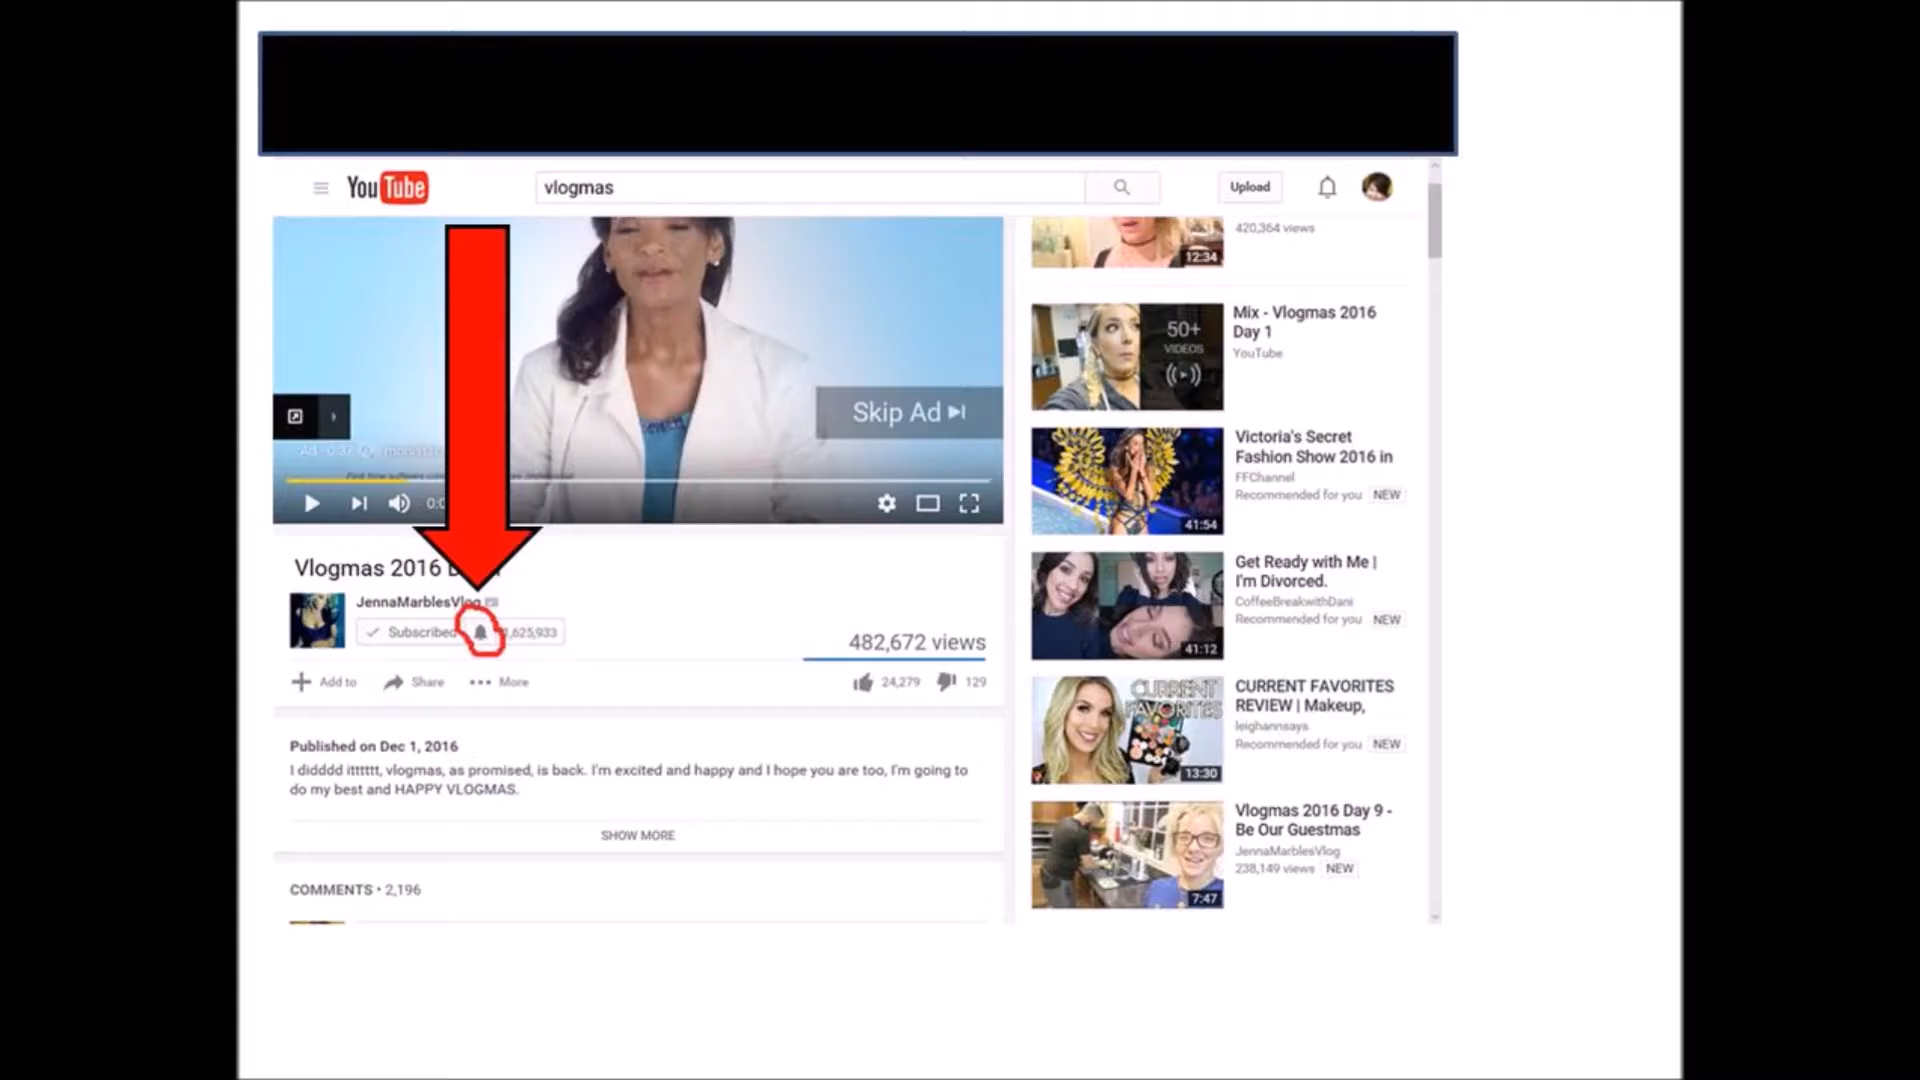 YouTube
vlogmas
Upload
420,364 views
12:34
Mix - Vlogmas 2016
Day 1
YouTube
50+
VIDEOS
Skip Ad
Victoria's Secret
Fashion Show 2016 in
FFChannel
Recommended for you NEW
41:54
Vlogmas 2016
JennaMarblesVlog
Subscribed 1,625,933
482,672 views
Add to Share More
24,279 129
Get Ready with Me |
I'm Divorced.
CoffeeBreakwithDani
Recommended for you NEW
41:12
CURRENT
FAVORITES
13:30
CURRENT FAVORITES
REVIEW | Makeup,
leighannsays
Recommended for you NEW
Published on Dec 1, 2016
I didddd ittttttt, vlogmas, as promised, is back. I'm excited and happy and I hope you are too, I'm going to
do my best and HAPPY VLOGMAS.
SHOW MORE
Vlogmas 2016 Day 9 -
Be Our Guestmas
JennaMarblesVlog
238,149 views NEW
7:47
COMMENTS • 2,196